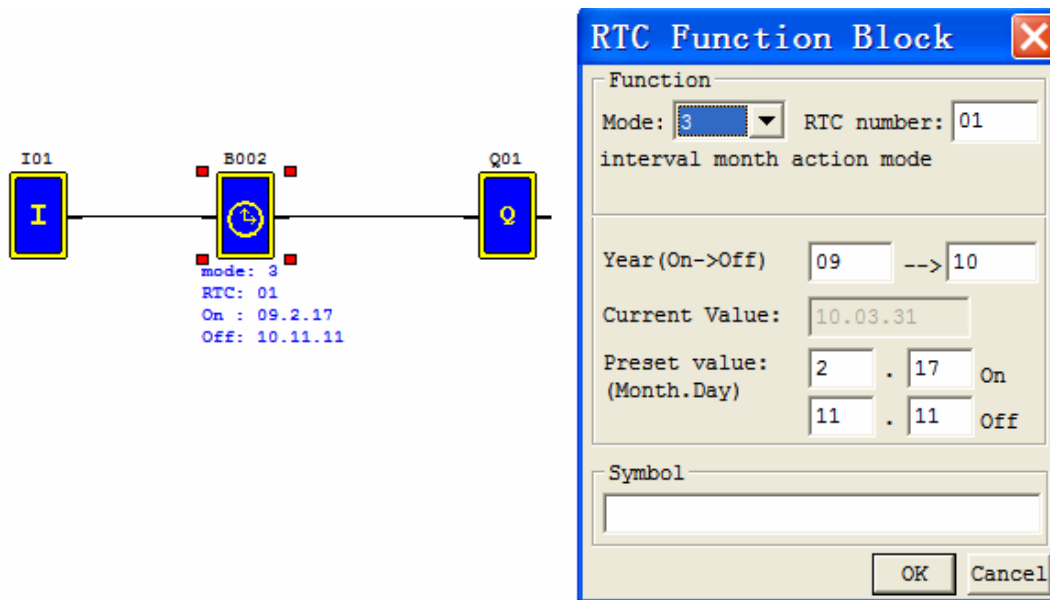 I01
B002
Q01
I
Q
mode: 3
RTC: 01
On : 09.2.17
Off: 10.11.11
RTC Function Block
Function
Mode: 3 RTC number: 01
interval month action mode
Year(On->Off) 09 --> 10
Current Value: 10.03.31
Preset value: 2 . 17 On
(Month.Day)
11 . 11 Off
Symbol
OK Cancel